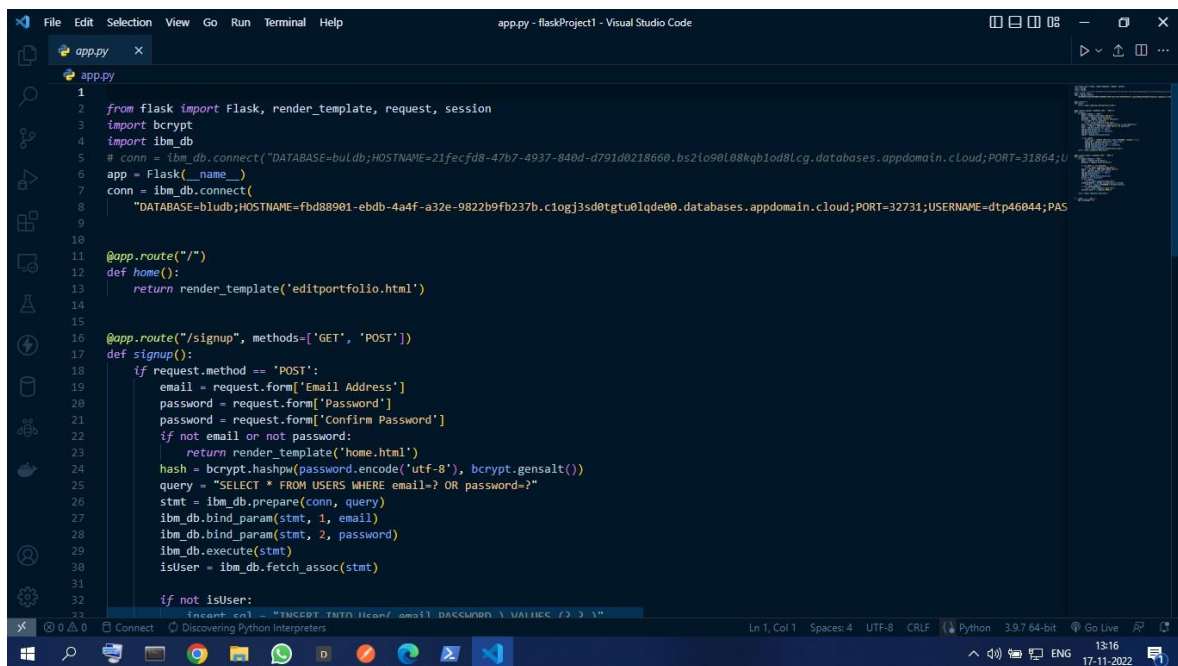 File Edit Selection View Go Run Terminal Help app.py - flaskProject1 - Visual Studio Code
app.py
app.py
1
2 from flask import Flask, render_template, request, session
3 import bcrypt
4 import ibm_db
5 # conn = ibm_db.connect("DATABASE=buldb;HOSTNAME=21fecfd8-47b7-4937-840d-d791d0218660.bs2io90l08kqb1od8lcg.databases.appdomain.cloud;PORT=31864;U
6 app = Flask(__name__)
7 conn = ibm_db.connect(
8 "DATABASE=bludb;HOSTNAME=fbd88901-ebdb-4a4f-a32e-9822b9fb237b.c1ogj3sd0tgtu0lqde00.databases.appdomain.cloud;PORT=32731;USERNAME=dtp46044;PAS
9
10
11 @app.route("/")
12 def home():
13 return render_template('editportfolio.html')
14
15
16 @app.route("/signup", methods=['GET', 'POST'])
17 def signup():
18 if request.method == 'POST':
19 email = request.form['Email Address']
20 password = request.form['Password']
21 password = request.form['Confirm Password']
22 if not email or not password:
23 return render_template('home.html')
24 hash = bcrypt.hashpw(password.encode('utf-8'), bcrypt.gensalt())
25 query = "SELECT * FROM USERS WHERE email=? OR password=?"
26 stmt = ibm_db.prepare(conn, query)
27 ibm_db.bind_param(stmt, 1, email)
28 ibm_db.bind_param(stmt, 2, password)
29 ibm_db.execute(stmt)
30 isUser = ibm_db.fetch_assoc(stmt)
31
32 if not isUser:
33 insert_sql = "INSERT INTO User( email,PASSWORD ) VALUES (?,?,)"
0 0 Connect Discovering Python Interpreters Ln 1, Col 1 Spaces: 4 UTF-8 CRLF Python 3.9.7 64-bit Go Live
ENG 13:16
17-11-2022